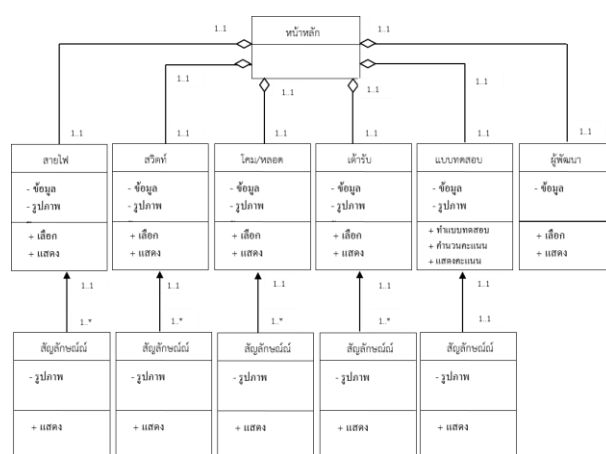 หน้าหลัก
1..1
1..1
1..1
1..1
1..1
1..1
1..1
1..1
1..1
1..1
1..1
1..1
สายไฟ
- ข้อมูล
- รูปภาพ
+ เลือก
+ แสดง
สวิตท์
- ข้อมูล
- รูปภาพ
+ เลือก
+ แสดง
โคม/หลอด
- ข้อมูล
- รูปภาพ
+ เลือก
+ แสดง
เต้ารับ
- ข้อมูล
- รูปภาพ
+ เลือก
+ แสดง
แบบทดสอบ
- ข้อมูล
- รูปภาพ
+ ทำแบบทดสอบ
+ คำนวนคะแนน
+ แสดงคะแนน
ผู้พัฒนา
- ข้อมูล
+ เลือก
+ แสดง
1..1
1..1
1..1
1..1
1..1
1..*
1..*
1..*
1..*
1..1
สัญลักษณ์ณ์
- รูปภาพ
+ แสดง
สัญลักษณ์ณ์
- รูปภาพ
+ แสดง
สัญลักษณ์ณ์
- รูปภาพ
+ แสดง
สัญลักษณ์ณ์
- รูปภาพ
+ แสดง
สัญลักษณ์ณ์
- รูปภาพ
+ แสดง